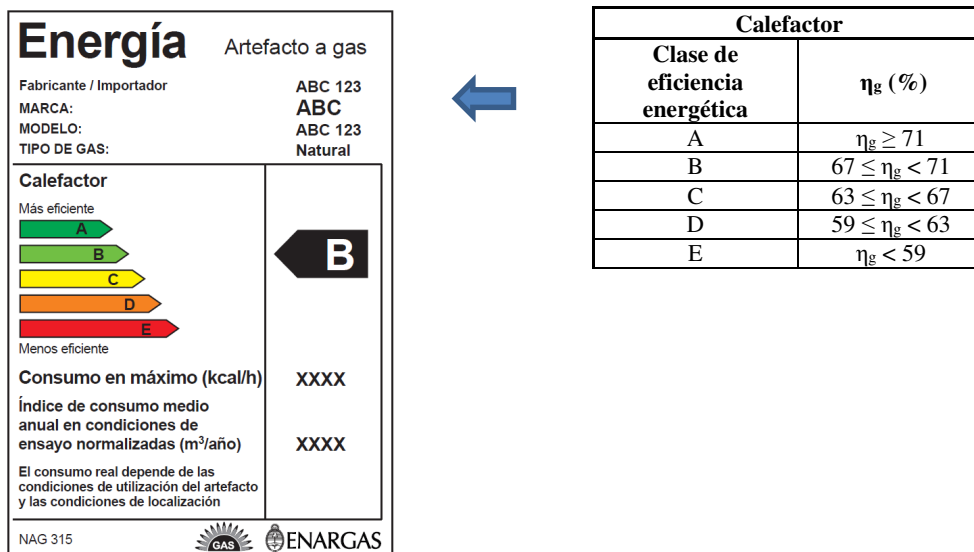 Energía Artefacto a gas
Fabricante / Importador ABC 123
MARCA: ABC
MODELO: ABC 123
TIPO DE GAS: Natural
Calefactor
Más eficiente
A
B
C
D
E
B
Menos eficiente
Consumo en máximo (kcal/h) XXXX
Índice de consumo medio
anual en condiciones de
ensayo normalizadas (m³/año) XXXX
El consumo real depende de las
condiciones de utilización del artefacto
y las condiciones de localización
NAG 315 GAS ENARGAS
Calefactor
Clase de
eficiencia
energética
ηg (%)
A ηg ≥ 71
B 67 ≤ ηg < 71
C 63 ≤ ηg < 67
D 59 ≤ ηg < 63
E ηg < 59